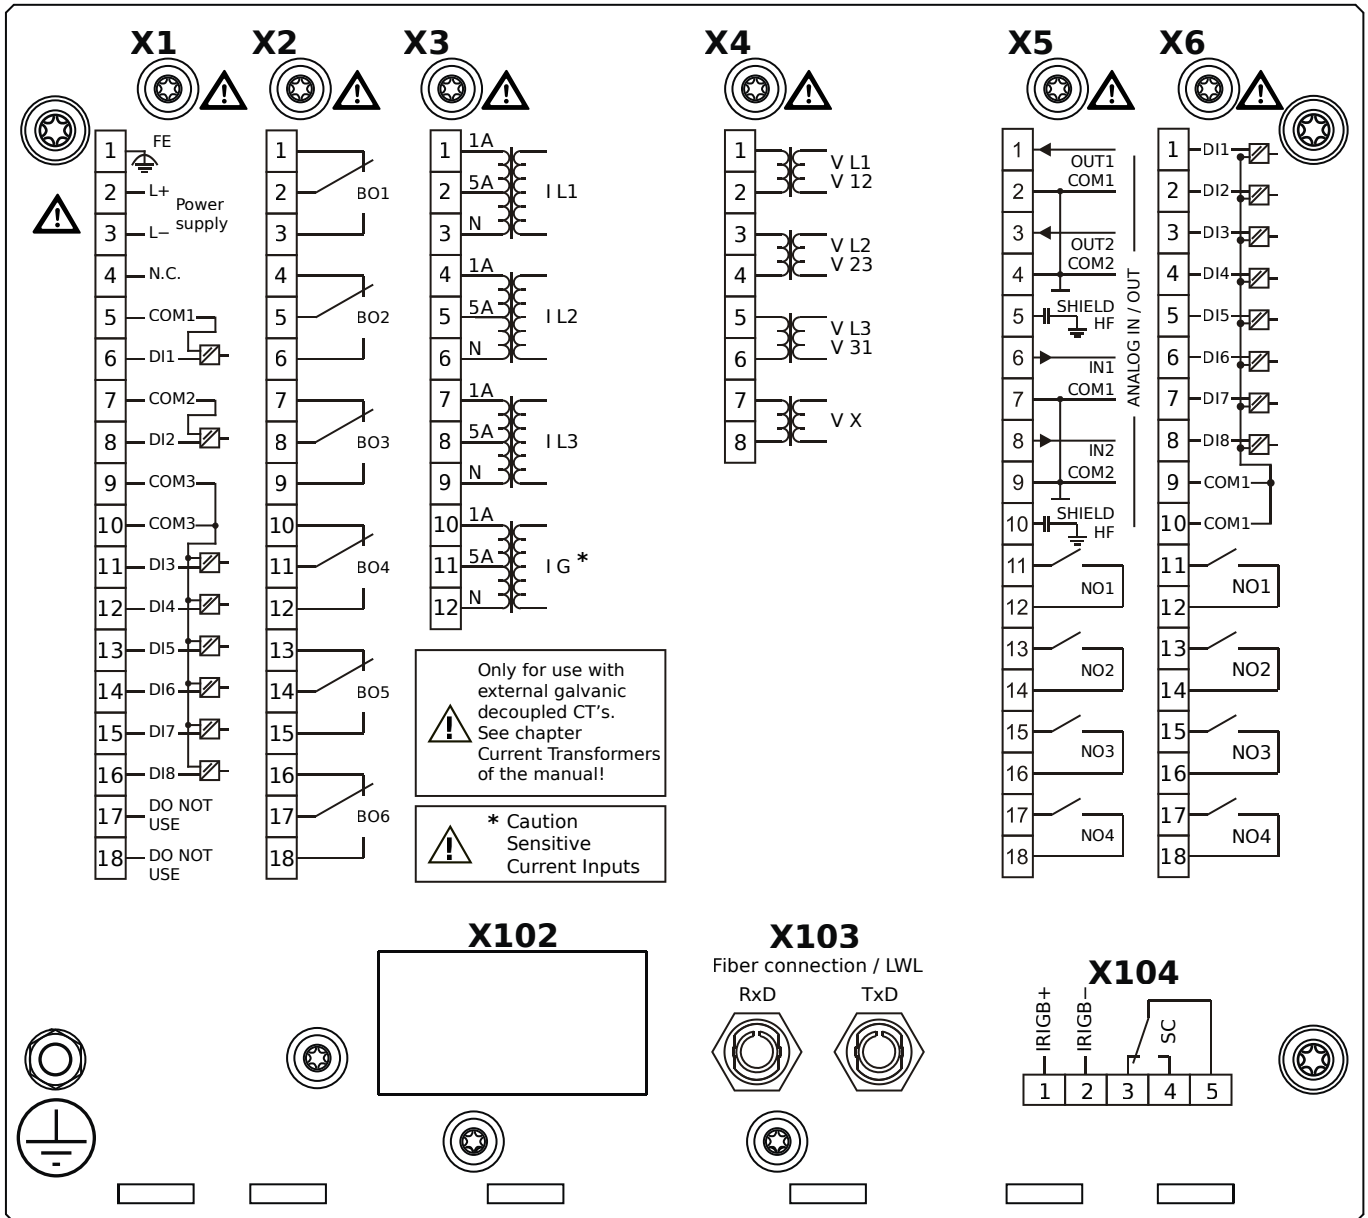 X1 X2 X3 X4 X5 X6
1 FE
2 L+
Power
supply
3 L−
4 N.C.
5 COM1
6 DI1
7 COM2
8 DI2
9 COM3
10 COM3
11 DI3
12 DI4
13 DI5
14 DI6
15 DI7
16 DI8
17 DO NOT
USE
18 DO NOT
USE
1
2 BO1
3
4
5 BO2
6
7
8 BO3
9
10
11 BO4
12
13
14 BO5
15
16
17 BO6
18
1 1A
2 5A I L1
3 N
4 1A
5 5A I L2
6 N
7 1A
8 5A I L3
9 N
10 1A
11 5A I G *
12 N
Only for use with
external galvanic
decoupled CT's.
See chapter
Current Transformers
of the manual!
* Caution
Sensitive
Current Inputs
1 V L1
2 V 12
3 V L2
4 V 23
5 V L3
6 V 31
7 V X
8
1 OUT1
2 COM1
3 OUT2
4 COM2
5 SHIELD
HF
6 IN1
7 COM1
8 IN2
9 COM2
10 SHIELD
HF
ANALOG IN / OUT
11
NO1
12
13
NO2
14
15
NO3
16
17
NO4
18
1 DI1
2 DI2
3 DI3
4 DI4
5 DI5
6 DI6
7 DI7
8 DI8
9 COM1
10 COM1
11
NO1
12
13
NO2
14
15
NO3
16
17
NO4
18
X102
X103
Fiber connection / LWL
RxD TxD
X104
IRIGB+
IRIGB−
SC
1 2 3 4 5